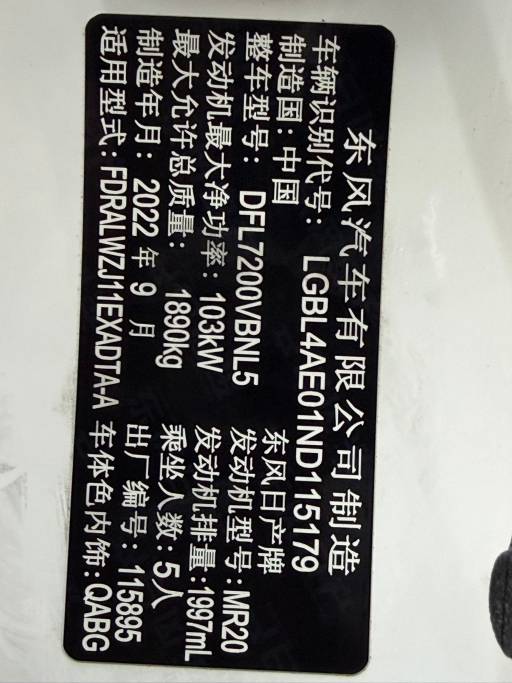 东风汽车有限公司制造
车辆识别代号: LGBL4AE01ND115179
制造国: 中国 东风日产牌
整车型号: DFL7200VBNL5 发动机型号: MR20
发动机最大净功率: 103kW 发动机排量: 1997mL
最大允许总质量: 1890kg 乘坐人数: 5人
制造年月: 2022年9月 出厂编号: 115895
适用型式: FDRALWZJ11EXADTA-A 车体色内饰: QABG